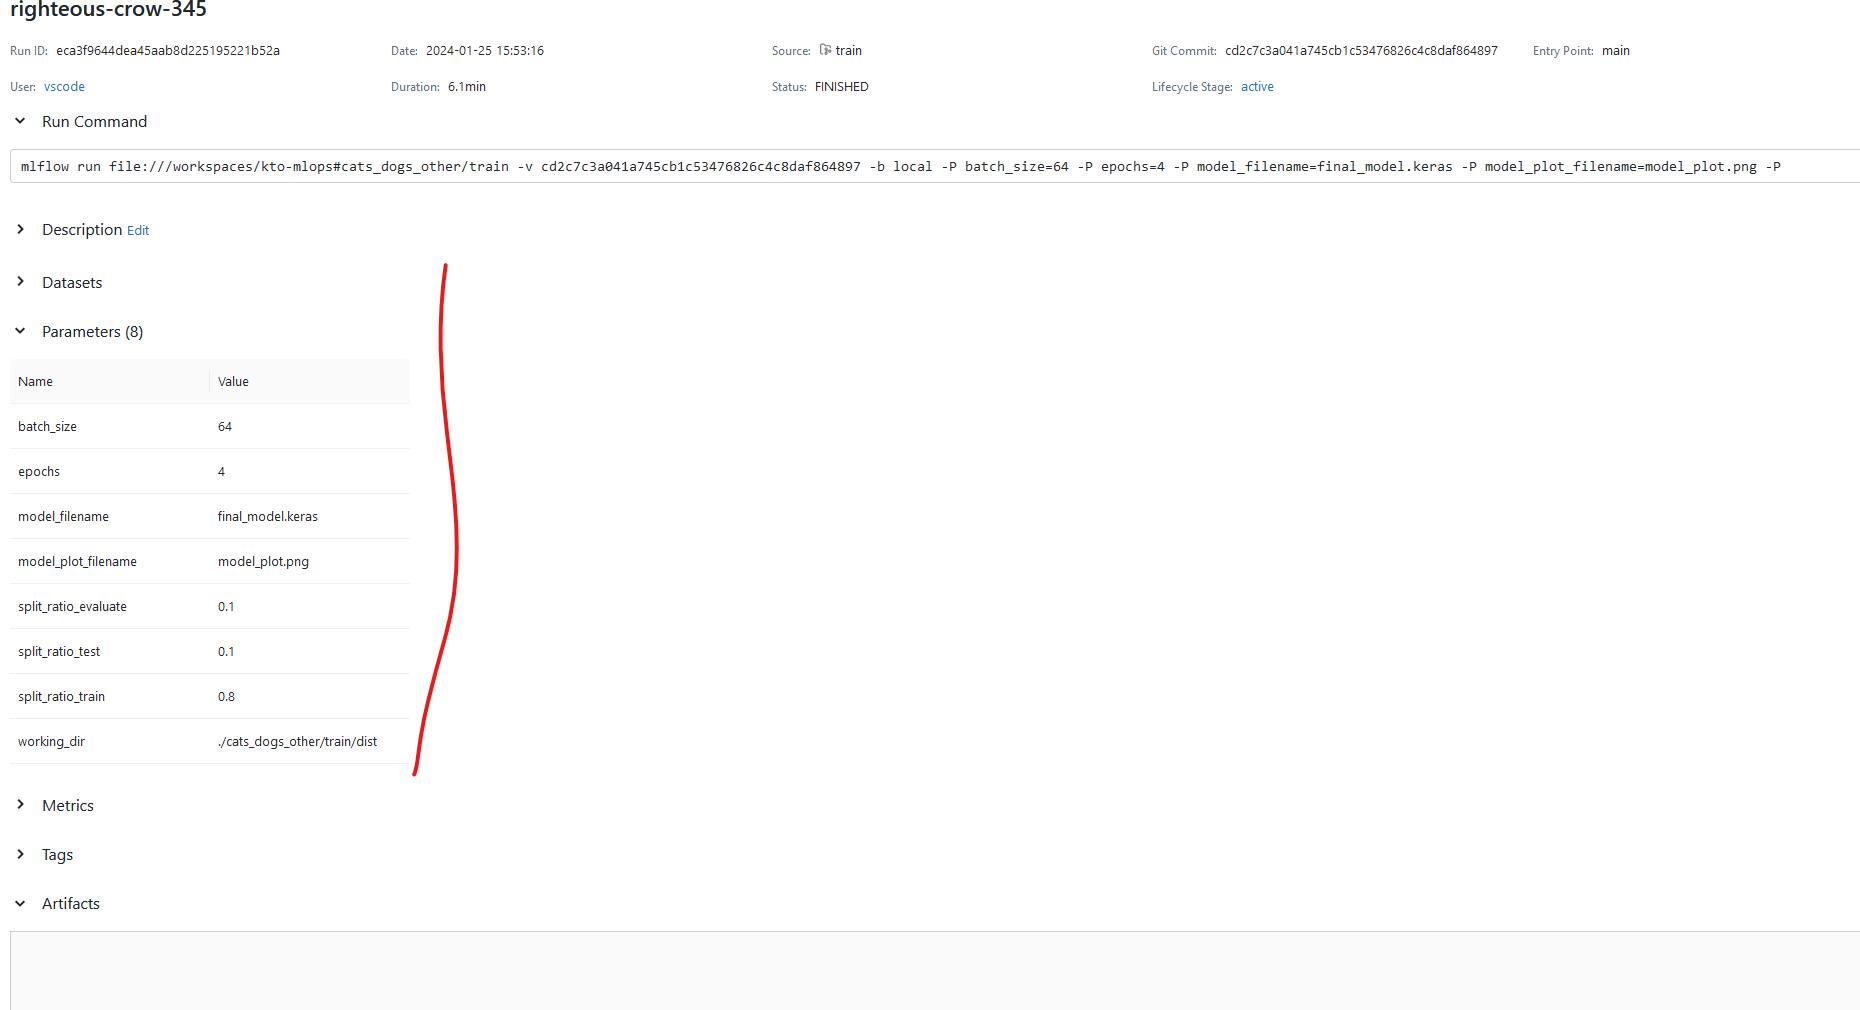 righteous-crow-345
Run ID: eca3f9644dea45aab8d225195221b52a Date: 2024-01-25 15:53:16 Source: train Git Commit: cd2c7c3a041a745cb1c53476826c4c8daf864897 Entry Point: main
User: vscode Duration: 6.1min Status: FINISHED Lifecycle Stage: active
Run Command
mlflow run file:///workspaces/kto-mlops#cats_dogs_other/train -v cd2c7c3a041a745cb1c53476826c4c8daf864897 -b local -P batch_size=64 -P epochs=4 -P model_filename=final_model.keras -P model_plot_filename=model_plot.png -P
Description Edit
Datasets
Parameters (8)
Name Value
batch_size 64
epochs 4
model_filename final_model.keras
model_plot_filename model_plot.png
split_ratio_evaluate 0.1
split_ratio_test 0.1
split_ratio_train 0.8
working_dir ./cats_dogs_other/train/dist
Metrics
Tags
Artifacts